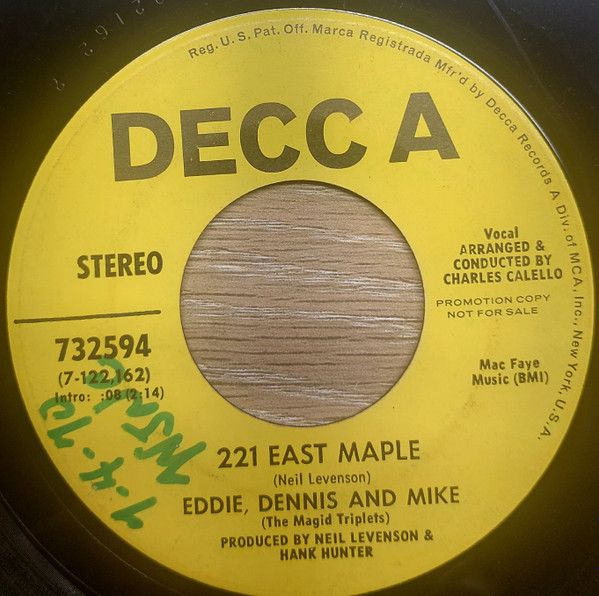 Reg. U.S. Pat. Off. Marca Registrada Mfr'd by Decca Records A Div. of MCA, Inc., New York, U.S.A.
DECCA
STEREO
Vocal
ARRANGED &
CONDUCTED BY
CHARLES CALELLO
PROMOTION COPY
NOT FOR SALE
732594
(7-122,162)
Intro: :08 (2:14)
Mac Faye
Music (BMI)
221 EAST MAPLE
(Neil Levenson)
EDDIE, DENNIS AND MIKE
(The Magid Triplets)
PRODUCED BY NEIL LEVENSON &
HANK HUNTER